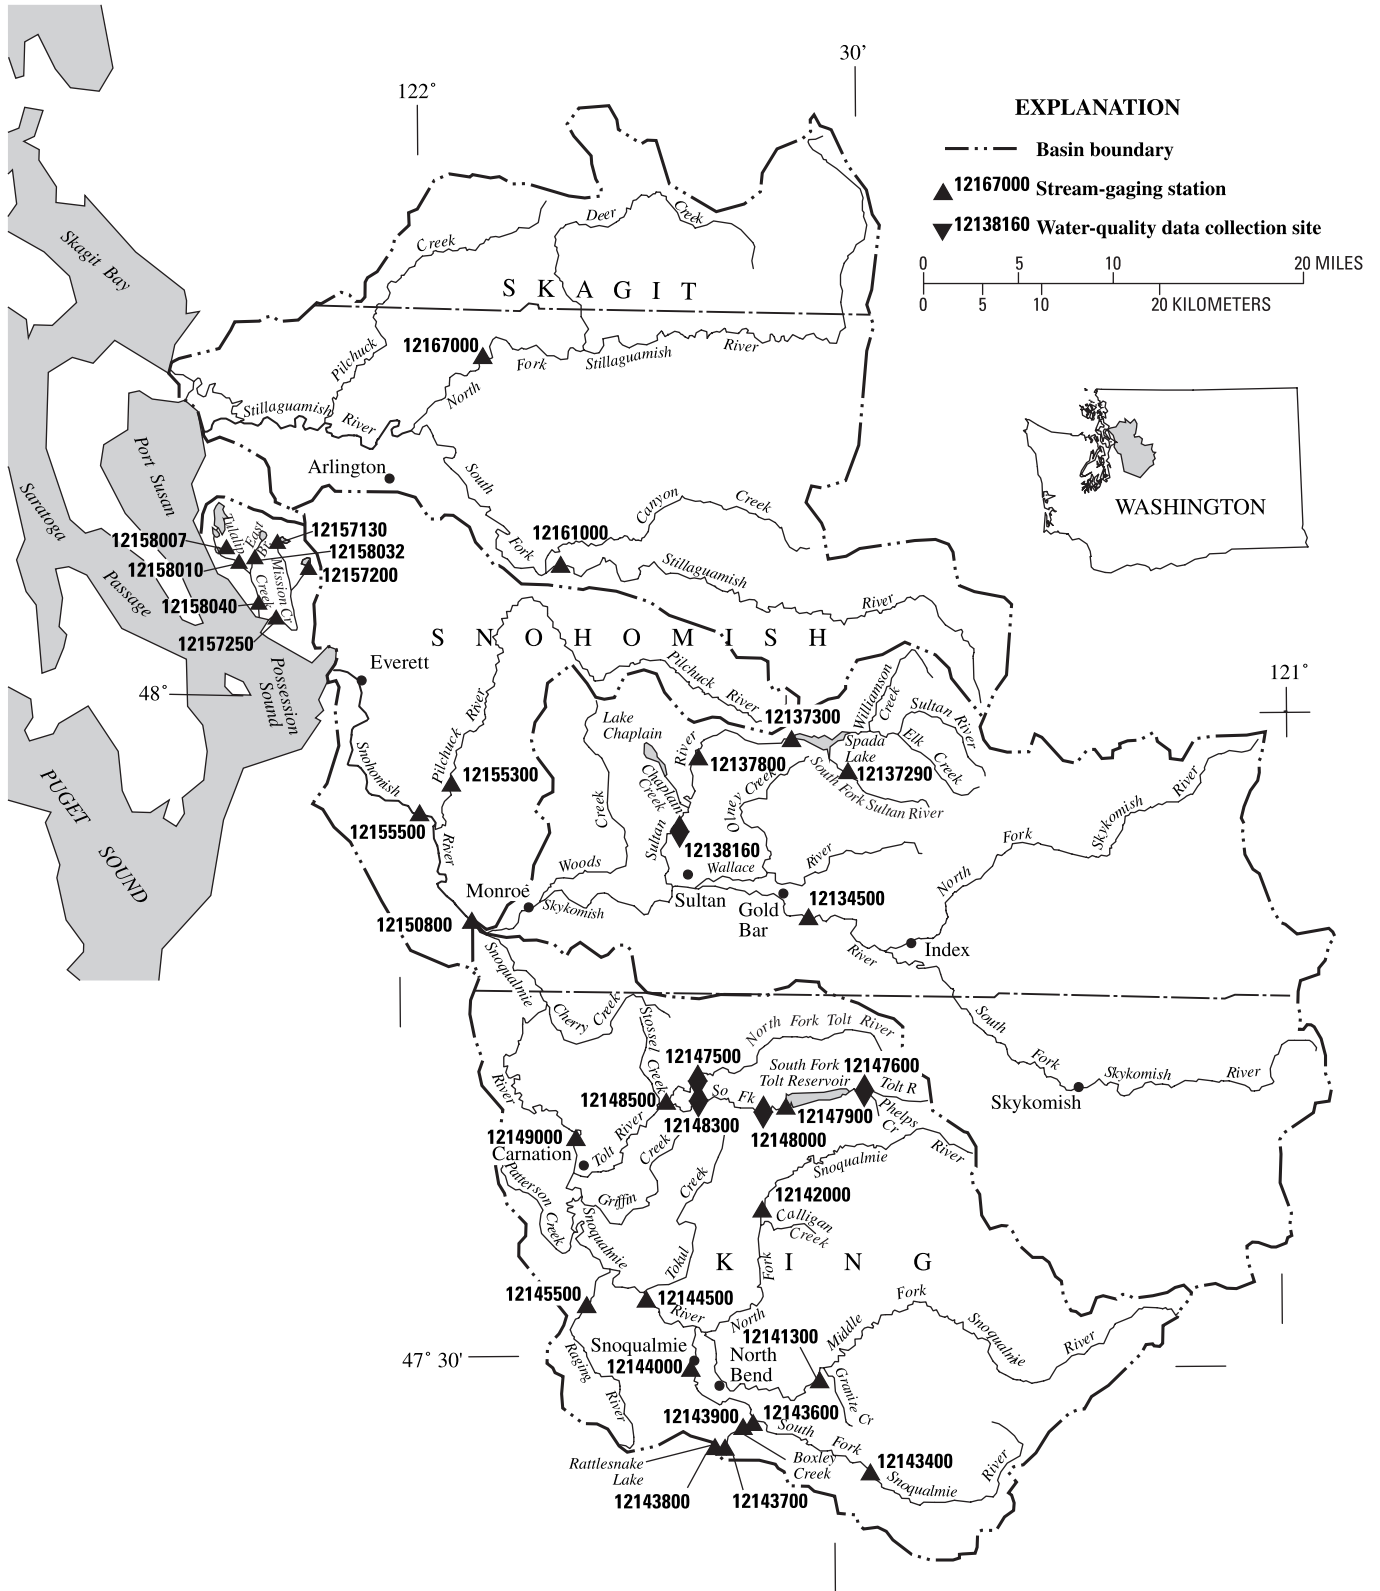 30'
122°
EXPLANATION
Basin boundary
12167000 Stream-gaging station
12138160 Water-quality data collection site
0 5 10 20 MILES
0 5 10 20 KILOMETERS
WASHINGTON
Skagit Bay
Creek
Deer
Creek
SKAGIT
Pilchuck
12167000
North
Fork
Stillaguamish
River
Stillaguamish
River
Arlington
Port Susan
Saratoga
Passage
South
Fork
Canyon
Creek
12161000
Stillaguamish
River
Tulalip
East
Br
12157130
12158007
12158032
12158010
12157200
Creek
Mission Cr
12158040
12157250
SNOHOMISH
Everett
48°
Possession
Sound
PUGET
SOUND
Pilchuck
River
121°
Pilchuck
River
Lake
Chaplain
12137300
Williamson
Creek
Sultan River
Elk
Creek
Spada
Lake
River
12137800
12137290
South Fork Sultan River
Snohomish
Pilchuck
River
12155300
12155500
Chaplain
Creek
Olney Creek
Creek
Sultan
12138160
Wallace
River
Woods
Monroe
Skykomish
Sultan
Gold
Bar
12134500
North
Fork
Skykomish
River
12150800
River
Index
Snoqualmie
Cherry Creek
Stossel
Creek
North Fork Tolt River
South
Fork
Skykomish
River
Skykomish
12147500
South Fork
Tolt Reservoir
12147600
Tolt R
So Fk
River
12148500
12147900
Phelps
Cr
12148300
12148000
12149000
Carnation
Tolt
River
Creek
Griffin
Creek
Snoqualmie
River
Patterson
Creek
Snoqualmie
12142000
Calligan
Creek
Tokul
Fork
KING
12145500
12144500
River
North
Fork
Middle
12141300
Snoqualmie
River
47° 30'
Snoqualmie
North
Bend
12144000
Raging
River
Granite Cr
12143900
12143600
South
Fork
Rattlesnake
Lake
Boxley
Creek
12143400
Snoqualmie
River
12143800
12143700